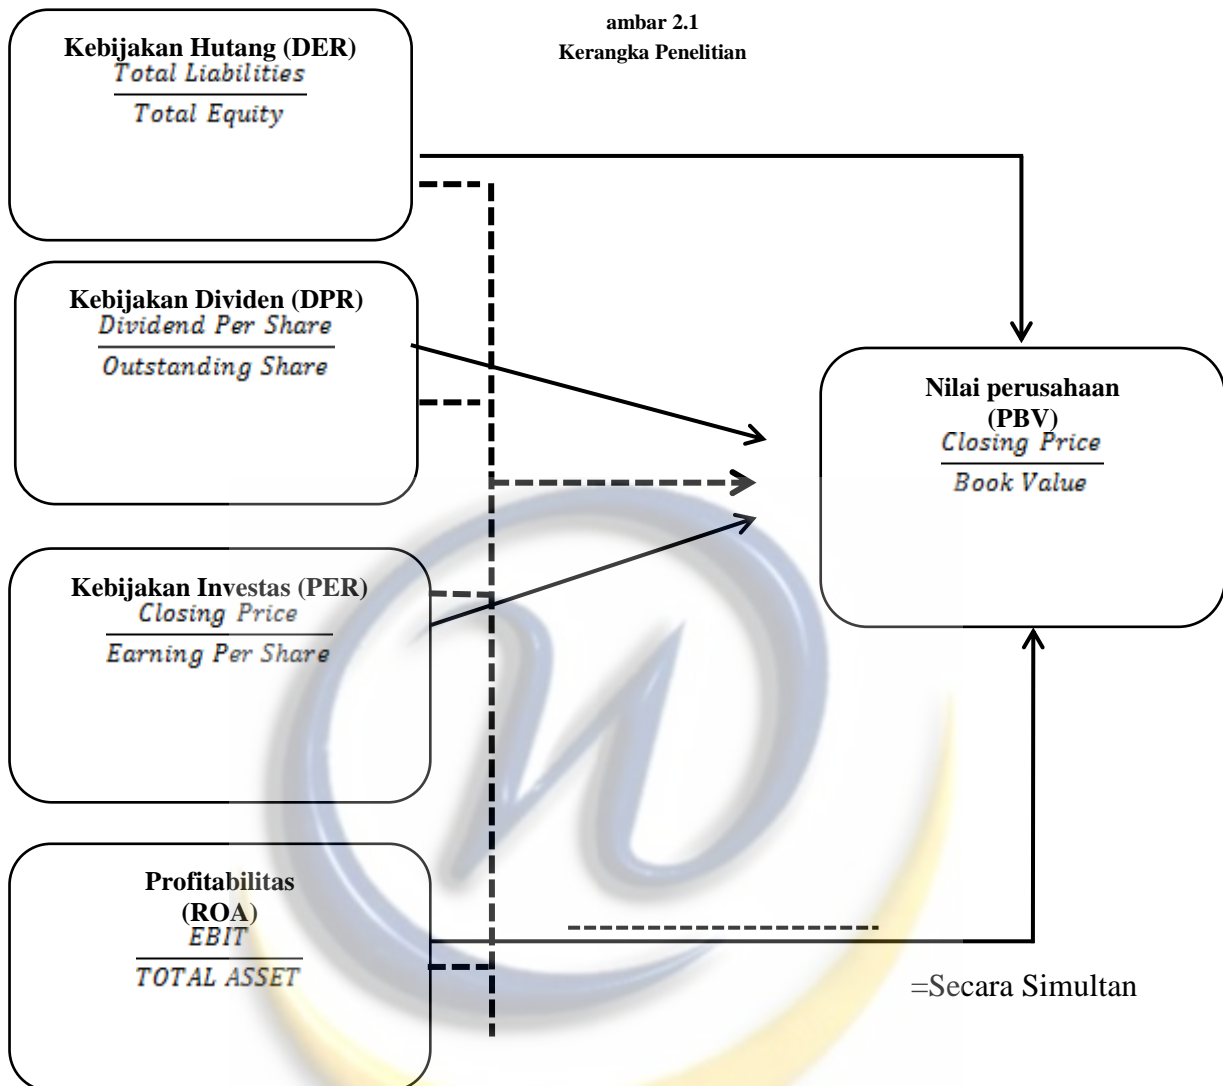 ambar 2.1
Kerangka Penelitian
Kebijakan Hutang (DER)
Total Liabilities
Total Equity
Kebijakan Dividen (DPR)
Dividend Per Share
Outstanding Share
Nilai perusahaan
(PBV)
Closing Price
Book Value
Kebijakan Investas (PER)
Closing Price
Earning Per Share
Profitabilitas
(ROA)
EBIT
TOTAL ASSET
=Secara Simultan